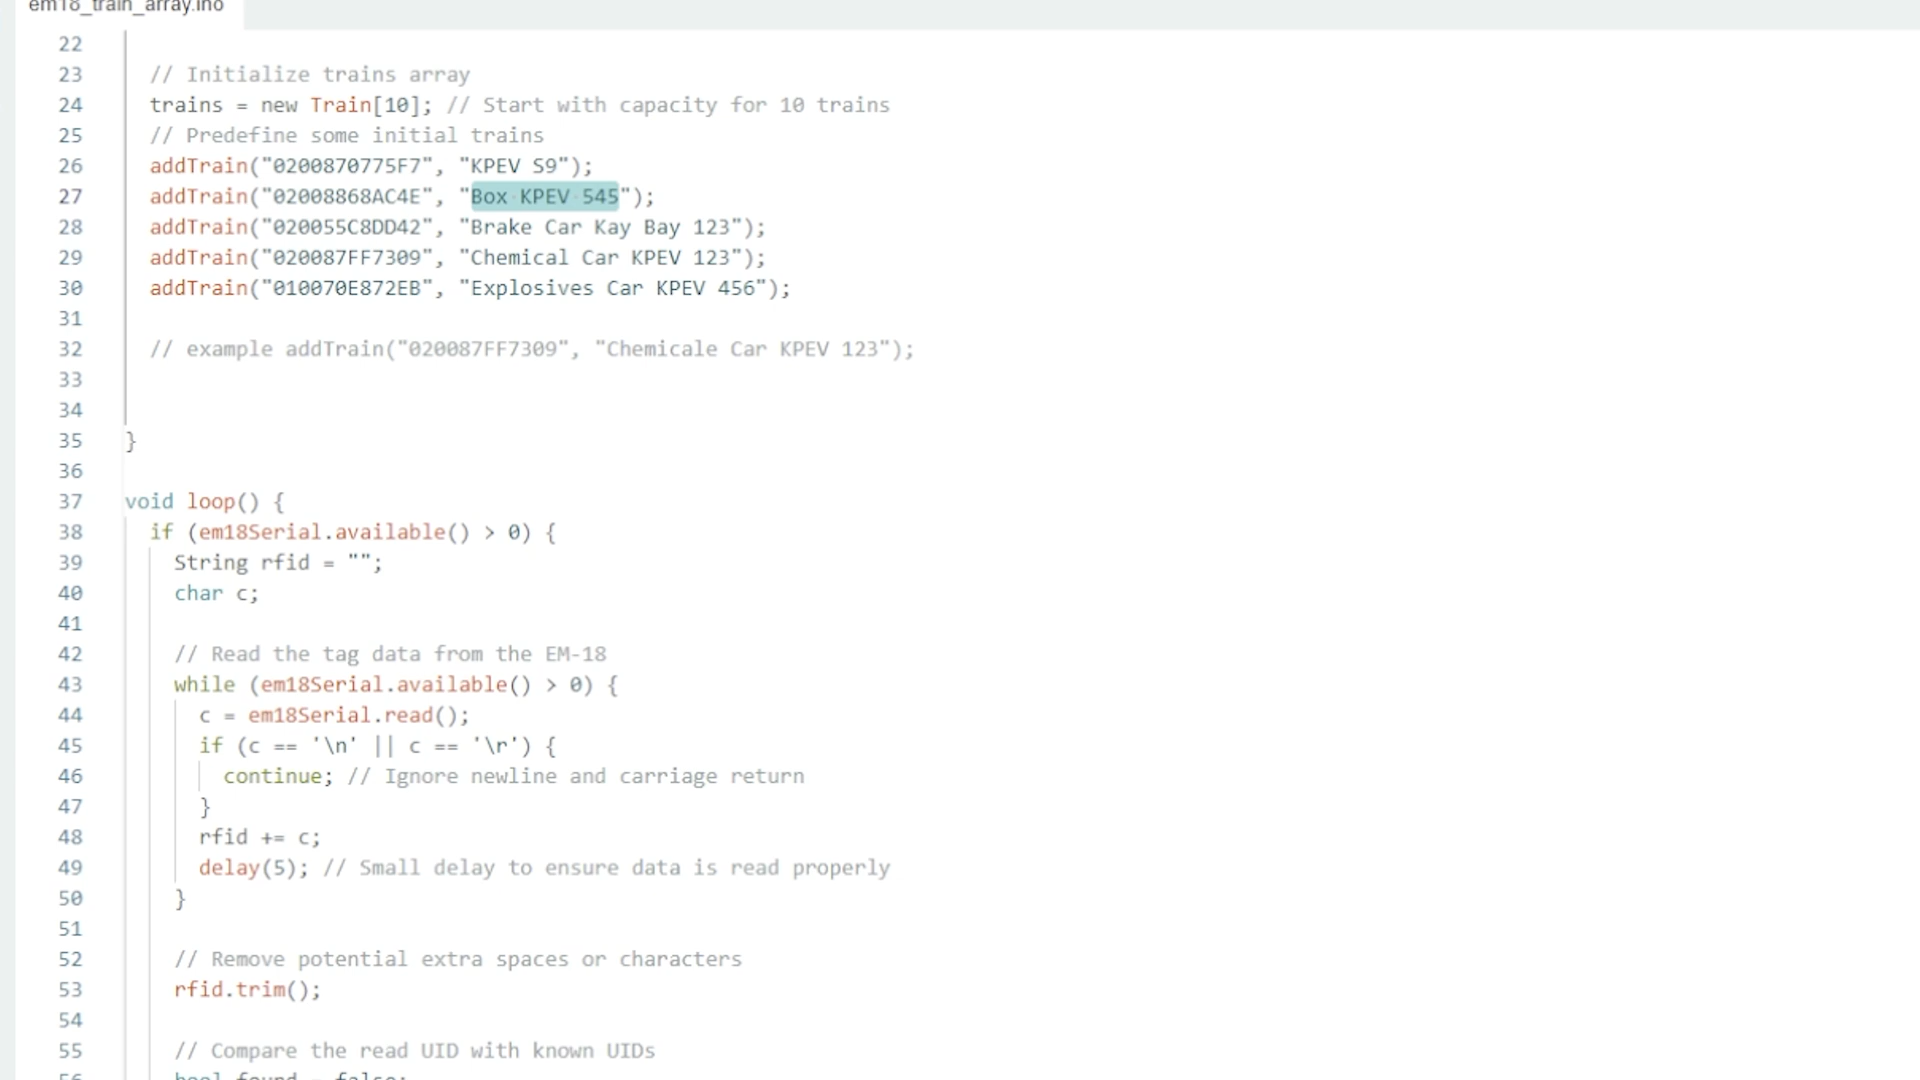 em18_train_array.ino
22
23 // Initialize trains array
24 trains = new Train[10]; // Start with capacity for 10 trains
25 // Predefine some initial trains
26 addTrain("0200870775F7", "KPEV S9");
27 addTrain("02008868AC4E", "Box KPEV 545");
28 addTrain("020055C8DD42", "Brake Car Kay Bay 123");
29 addTrain("020087FF7309", "Chemical Car KPEV 123");
30 addTrain("010070E872EB", "Explosives Car KPEV 456");
31
32 // example addTrain("020087FF7309", "Chemicale Car KPEV 123");
33
34
35 }
36
37 void loop() {
38 if (em18Serial.available() > 0) {
39 String rfid = "";
40 char c;
41
42 // Read the tag data from the EM-18
43 while (em18Serial.available() > 0) {
44 c = em18Serial.read();
45 if (c == '\n' || c == '\r') {
46 continue; // Ignore newline and carriage return
47 }
48 rfid += c;
49 delay(5); // Small delay to ensure data is read properly
50 }
51
52 // Remove potential extra spaces or characters
53 rfid.trim();
54
55 // Compare the read UID with known UIDs
56 bool found = false;